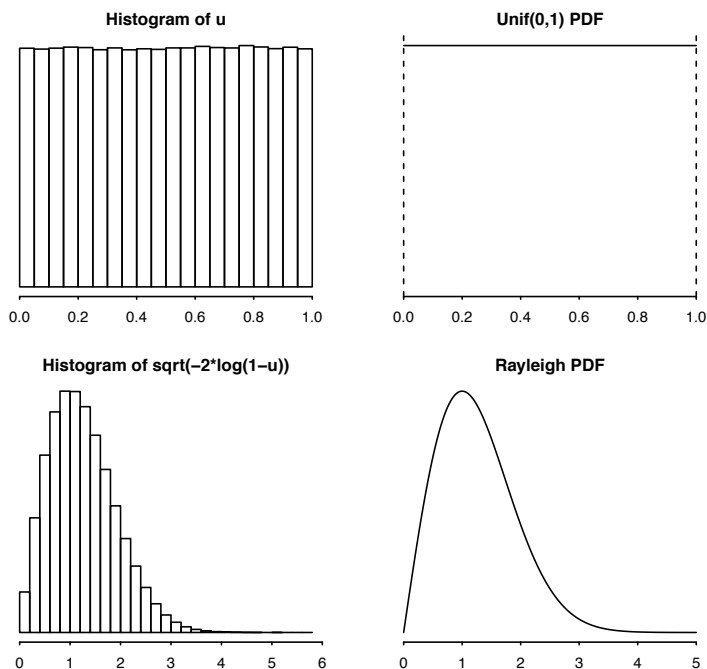 Histogram of u
0.0 0.2 0.4 0.6 0.8 1.0
Unif(0,1) PDF
0.0 0.2 0.4 0.6 0.8 1.0
Histogram of sqrt(−2*log(1−u))
0 1 2 3 4 5 6
Rayleigh PDF
0 1 2 3 4 5